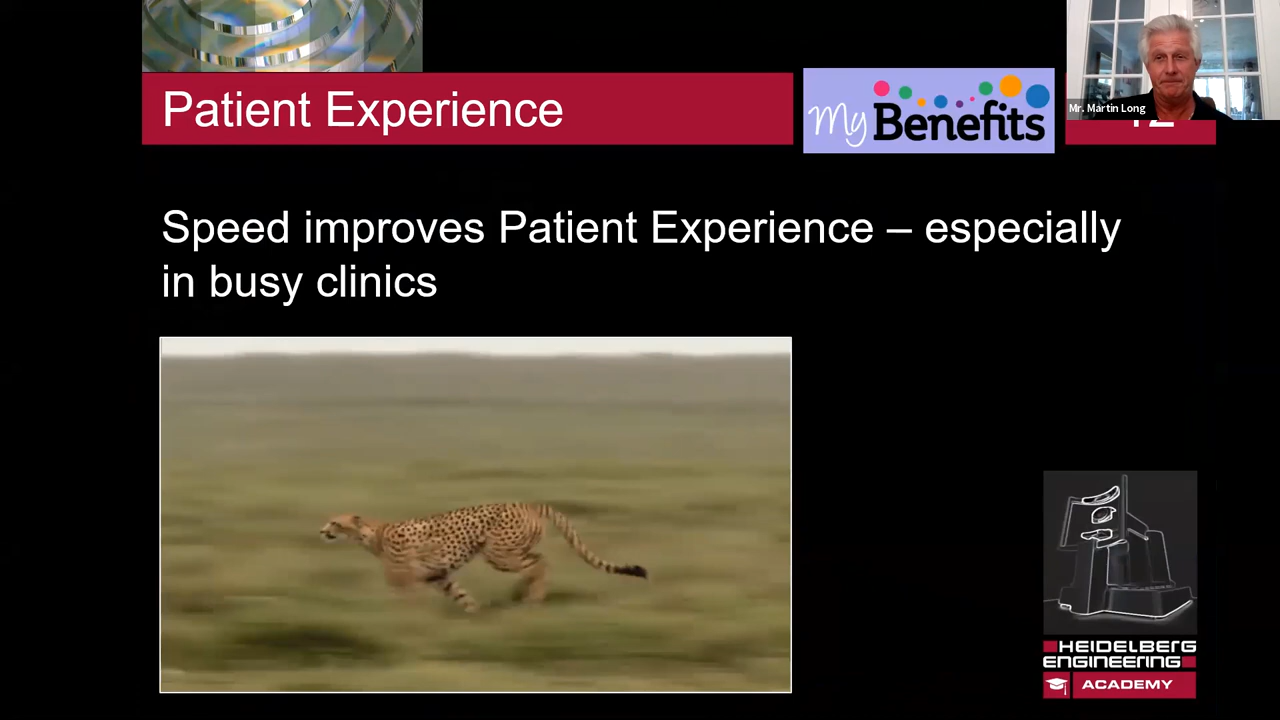 Patient Experience
My Benefits
Mr. Martin Long
Speed improves Patient Experience – especially
in busy clinics
HEIDELBERG
ENGINEERING
ACADEMY